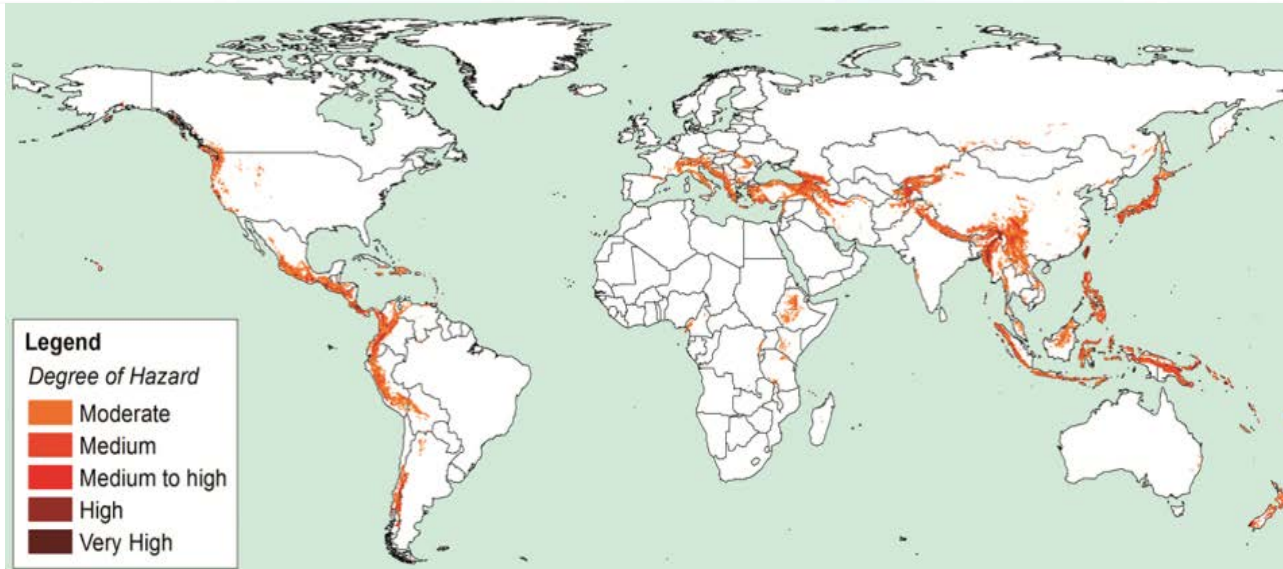 Legend
Degree of Hazard
Moderate
Medium
Medium to high
High
Very High